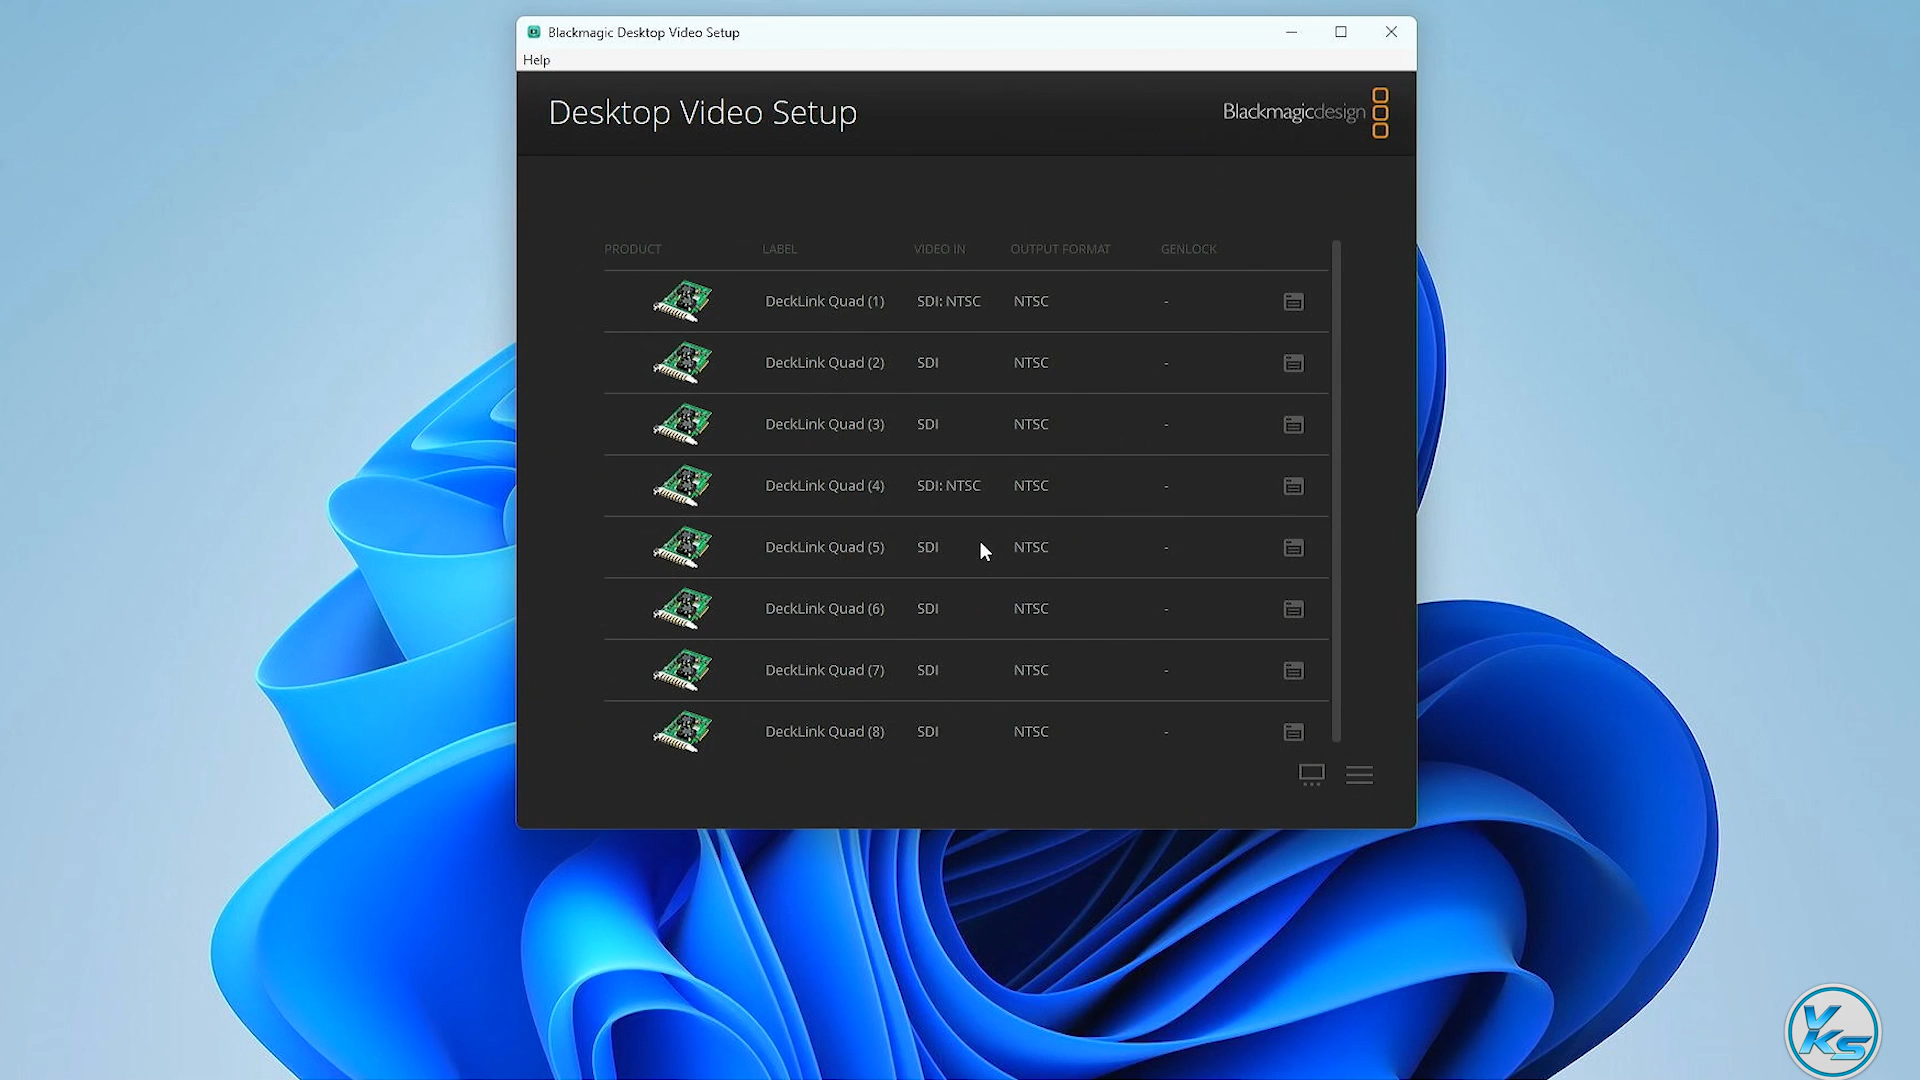 Blackmagic Desktop Video Setup
Help
Desktop Video Setup
Blackmagicdesign
PRODUCT LABEL VIDEO IN OUTPUT FORMAT GENLOCK
DeckLink Quad (1) SDI: NTSC NTSC -
DeckLink Quad (2) SDI NTSC -
DeckLink Quad (3) SDI NTSC -
DeckLink Quad (4) SDI: NTSC NTSC -
DeckLink Quad (5) SDI NTSC -
DeckLink Quad (6) SDI NTSC -
DeckLink Quad (7) SDI NTSC -
DeckLink Quad (8) SDI NTSC -
VKS